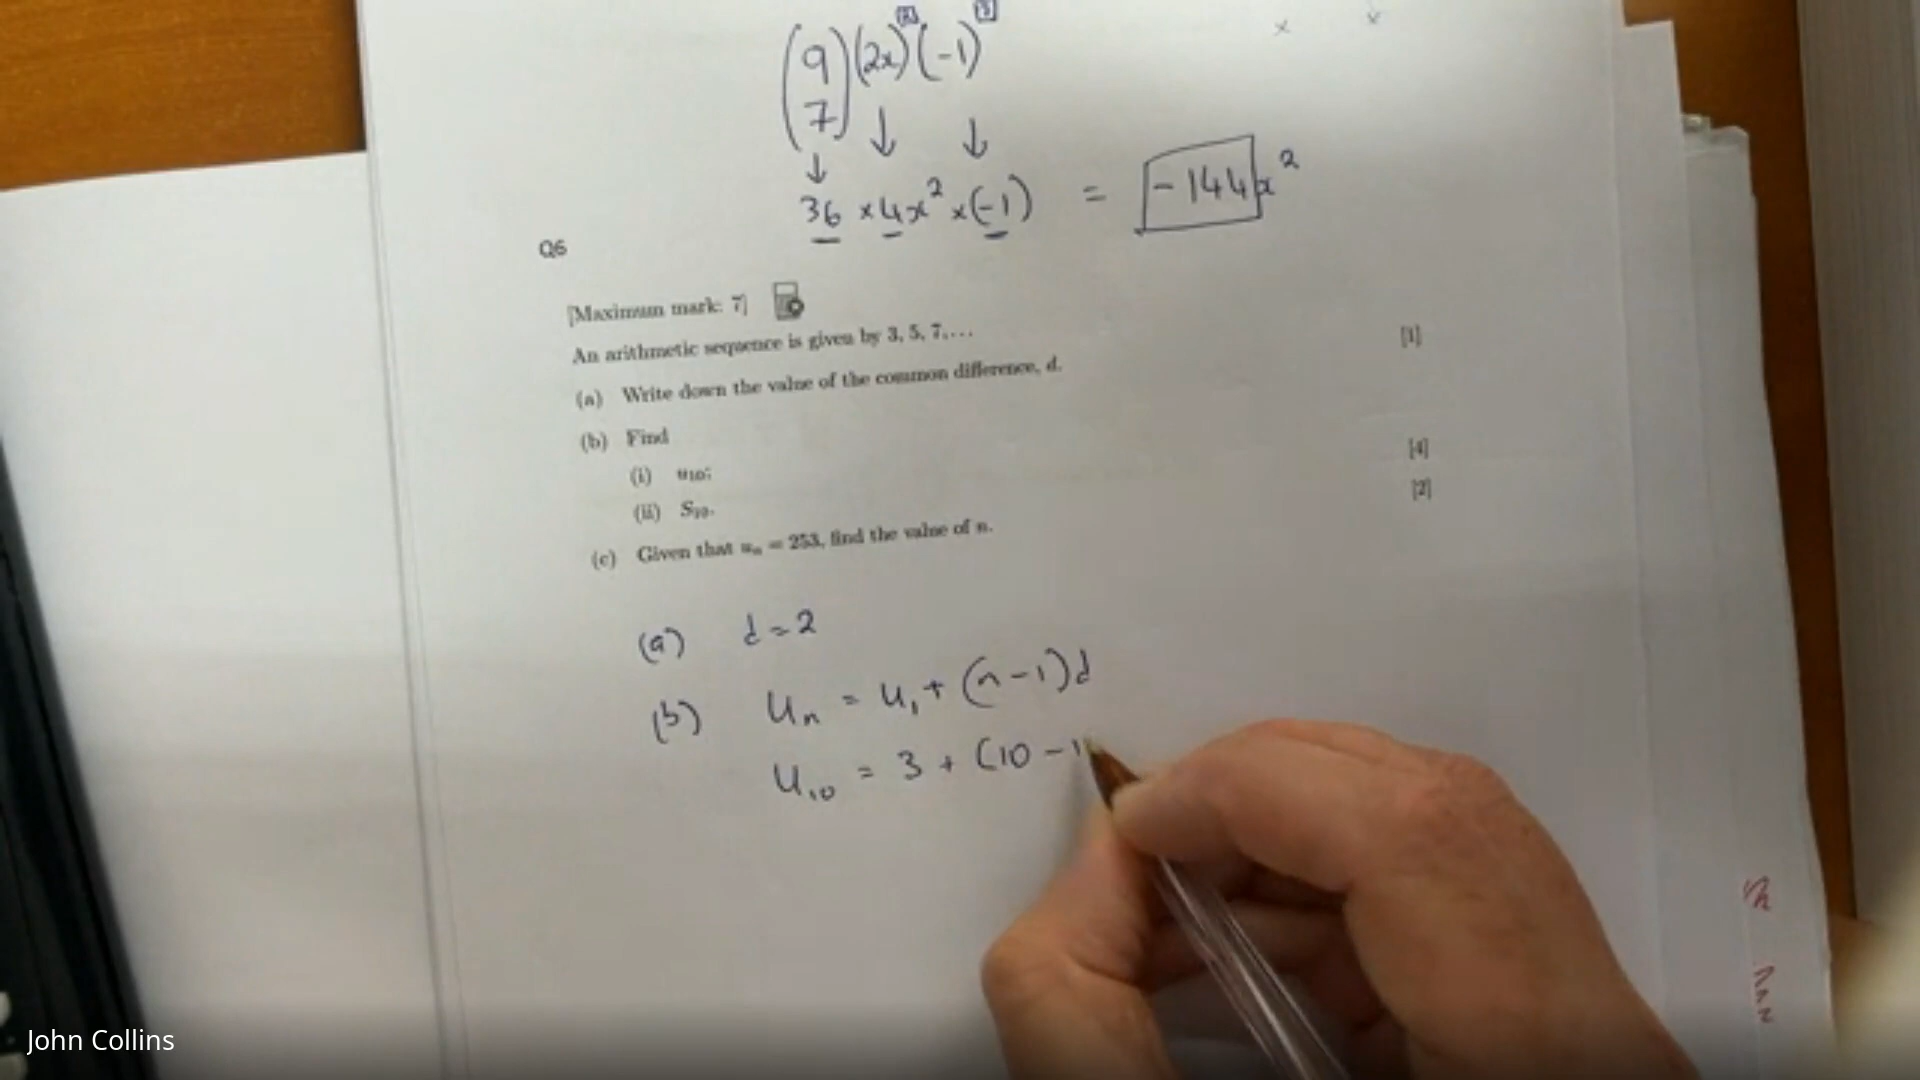 (9 7) (2x)² (-1)⁷
↓ ↓ ↓
36 × 4x² × (-1) = -144x²
Q6
[Maximum mark: 7]
An arithmetic sequence is given by 3, 5, 7,...
(a) Write down the value of the common difference, d. [1]
(b) Find
(i) u₁₀; [4]
(ii) S₁₀. [2]
(c) Given that uₙ = 253, find the value of n.
(a) d = 2
(b) uₙ = u₁ + (n-1)d
u₁₀ = 3 + (10 - 1
John Collins